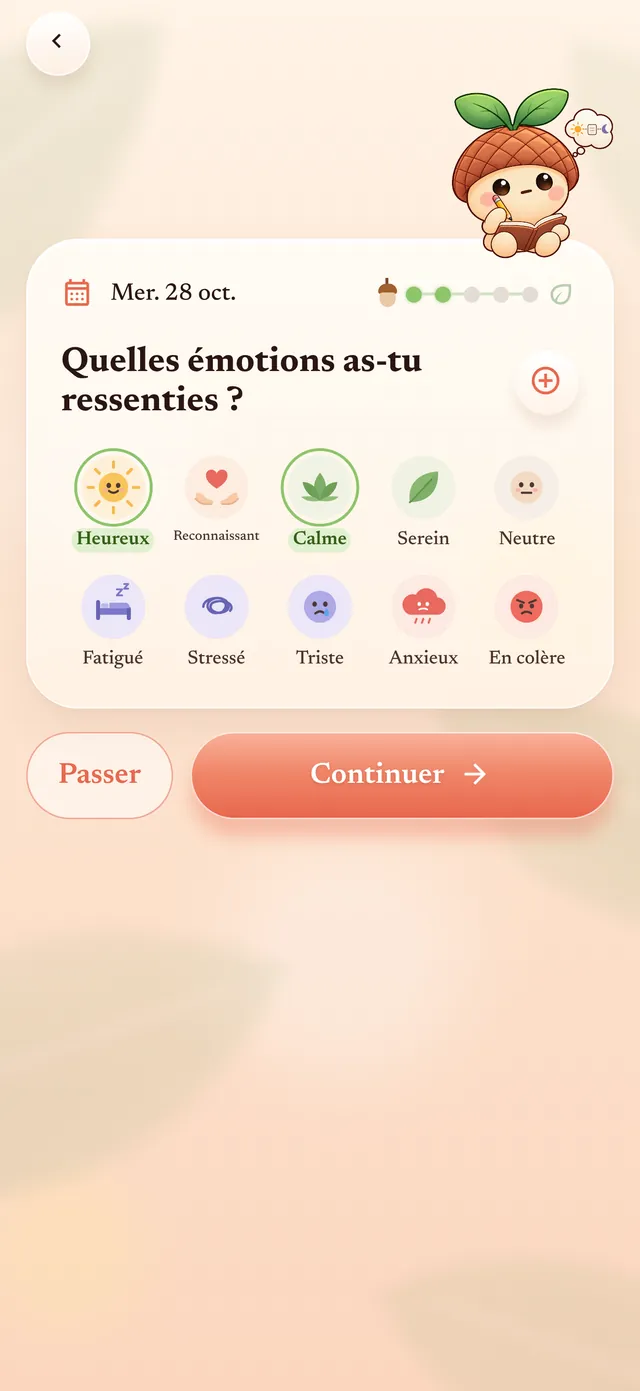 Mer. 28 oct.
Quelles émotions as-tu
ressenties ?
Heureux
Reconnaissant
Calme
Serein
Neutre
z z
Fatigué
Stressé
Triste
Anxieux
En colère
Passer
Continuer →